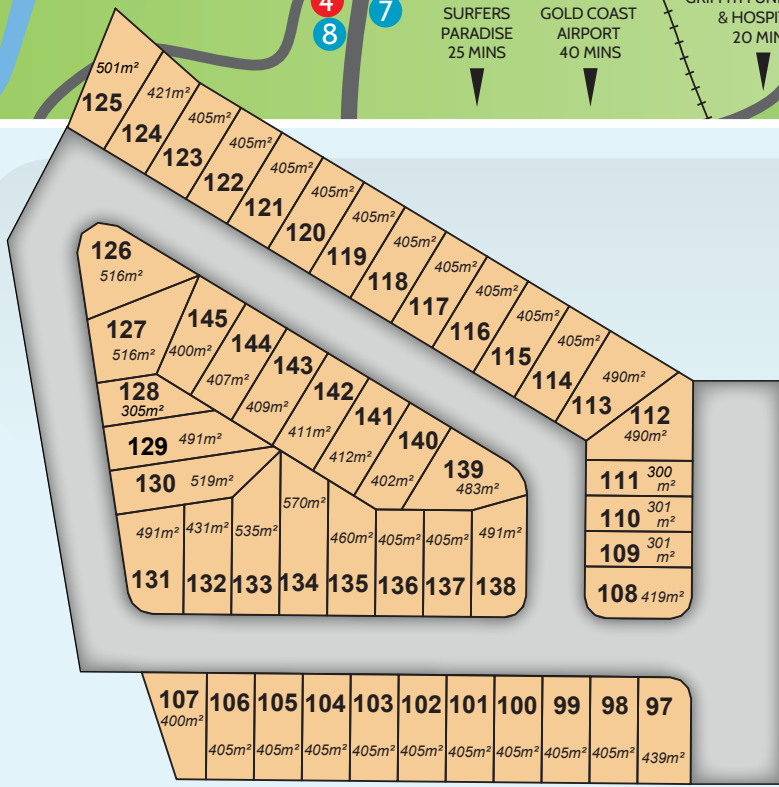 4
8
7
SURFERS
PARADISE
25 MINS
GOLD COAST
AIRPORT
40 MINS
& HOSPI
20 MIN
501m²
125
421m²
124
405m²
123
405m²
122
405m²
121
405m²
120
405m²
119
405m²
118
405m²
117
405m²
116
405m²
115
405m²
114
490m²
113
112
490m²
111 300 m²
110 301 m²
109 301 m²
108 419m²
126
516m²
127
516m²
128
305m²
129 491m²
130 519m²
145
400m²
144
407m²
143
409m²
142
411m²
141
412m²
140
402m²
139
483m²
491m²
131
431m²
132
535m²
133
570m²
134
460m²
135
405m²
136
405m²
137
491m²
138
107
400m²
106
405m²
105
405m²
104
405m²
103
405m²
102
405m²
101
405m²
100
405m²
99
405m²
98
405m²
97
439m²